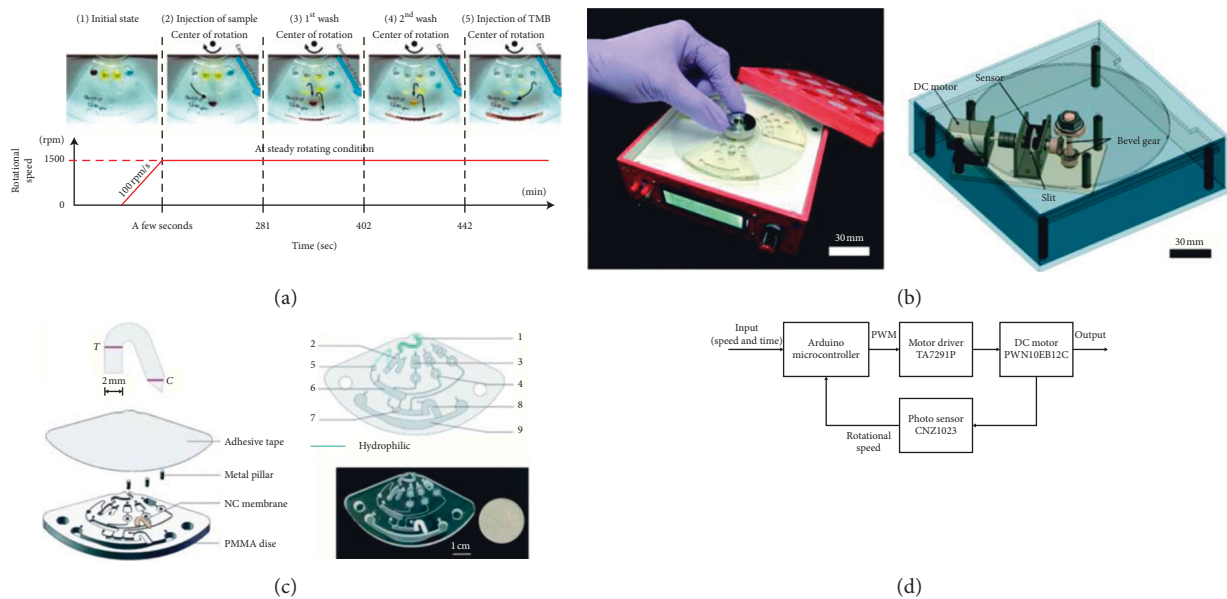 (1) Initial state
(2) Injection of sample
(3) 1st wash
(4) 2nd wash
(5) Injection of TMB
Center of rotation
Center of rotation
Center of rotation
Center of rotation
(rpm)
1500
0
Rotational
speed
100 rpm/s
At steady rotating condition
(min)
A few seconds
281
402
442
Time (sec)
(a)
30 mm
DC motor
Sensor
Bevel gear
Slit
30 mm
(b)
T
C
2 mm
Adhesive tape
Metal pillar
NC membrane
PMMA dise
1
2
3
4
5
6
7
8
9
Hydrophilic
1 cm
(c)
Input
(speed and time)
Arduino
microcontroller
PWM
Motor driver
TA7291P
DC motor
PWN10EB12C
Output
Photo sensor
CNZ1023
Rotational
speed
(d)